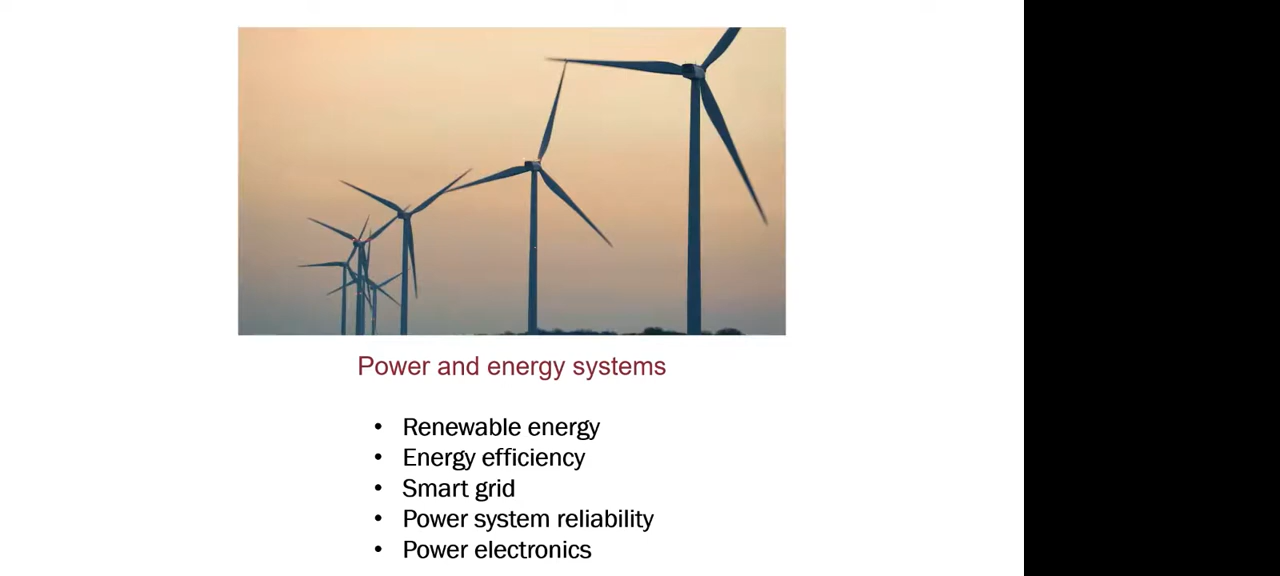 Power and energy systems
• Renewable energy
• Energy efficiency
• Smart grid
• Power system reliability
• Power electronics